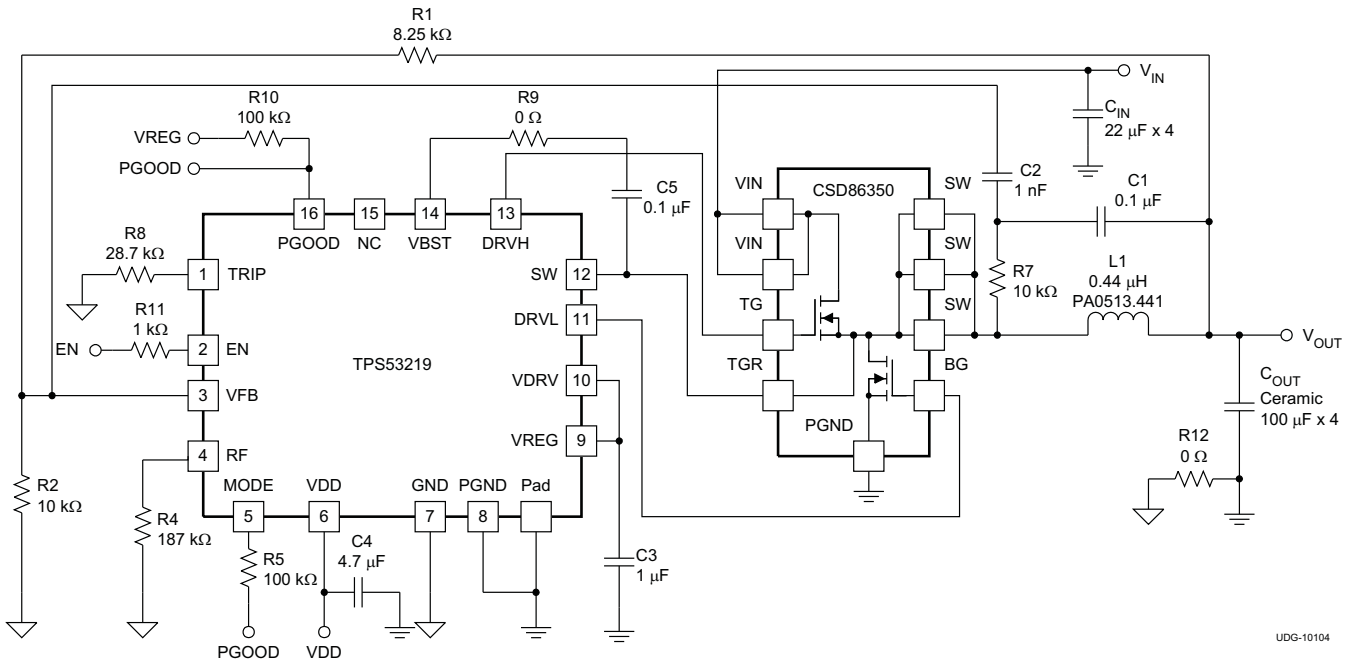 R1
8.25 kΩ
V_IN
R10
100 kΩ
R9
0 Ω
C_IN
22 µF x 4
VREG
PGOOD
C5
0.1 µF
VIN
CSD86350
SW
C2
1 nF
C1
0.1 µF
16
15
14
13
PGOOD
NC
VBST
DRVH
R8
28.7 kΩ
1
TRIP
SW
12
VIN
SW
R7
10 kΩ
L1
0.44 µH
PA0513.441
TG
SW
R11
1 kΩ
DRVL
11
EN
2
EN
TPS53219
V_OUT
TGR
BG
3
VFB
VDRV
10
C_OUT
Ceramic
100 µF x 4
PGND
4
RF
VREG
9
R12
0 Ω
R2
10 kΩ
MODE
VDD
GND
PGND
Pad
5
6
7
8
R4
187 kΩ
R5
100 kΩ
C4
4.7 µF
C3
1 µF
PGOOD
VDD
UDG-10104